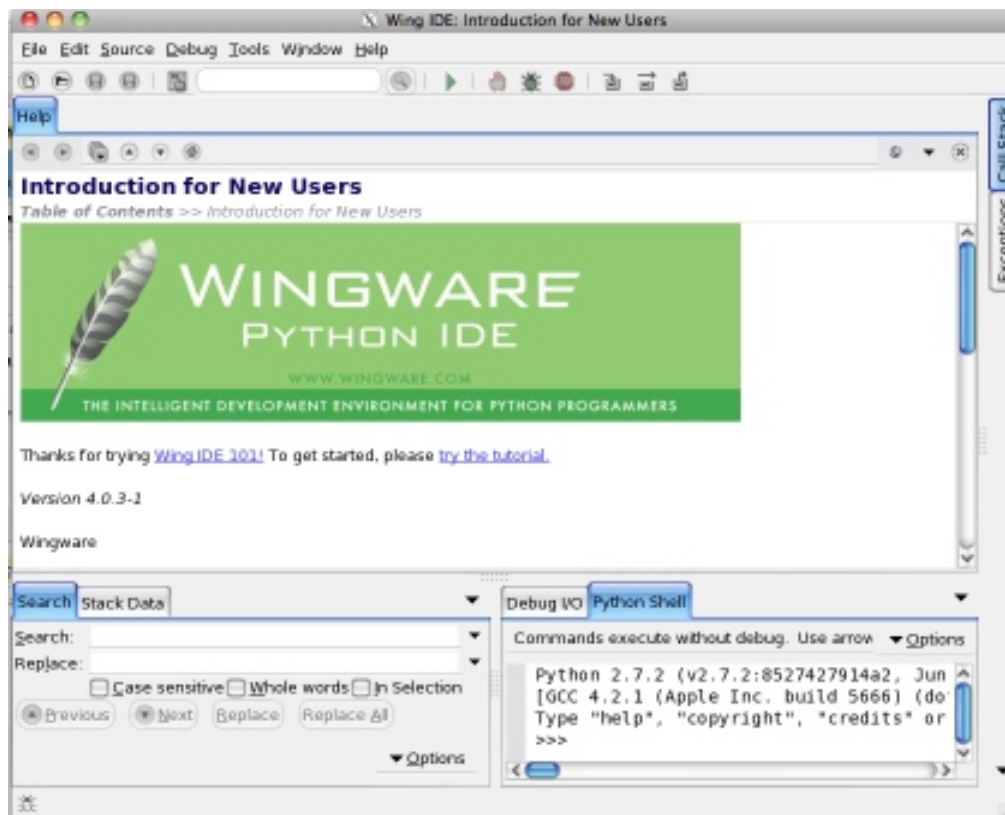 Wing IDE: Introduction for New Users
File Edit Source Debug Tools Window Help
Help
Call Stack
Exceptions
Introduction for New Users
Table of Contents >> Introduction for New Users
WINGWARE
PYTHON IDE
WWW.WINGWARE.COM
THE INTELLIGENT DEVELOPMENT ENVIRONMENT FOR PYTHON PROGRAMMERS
Thanks for trying Wing IDE 101! To get started, please try the tutorial.
Version 4.0.3-1
Wingware
Search Stack Data
Search:
Replace:
Case sensitive Whole words In Selection
Previous Next Replace Replace All
Options
Debug I/O Python Shell
Commands execute without debug. Use arrow Options
Python 2.7.2 (v2.7.2:8527427914a2, Jun
[GCC 4.2.1 (Apple Inc. build 5666) (do
Type "help", "copyright", "credits" or
>>>